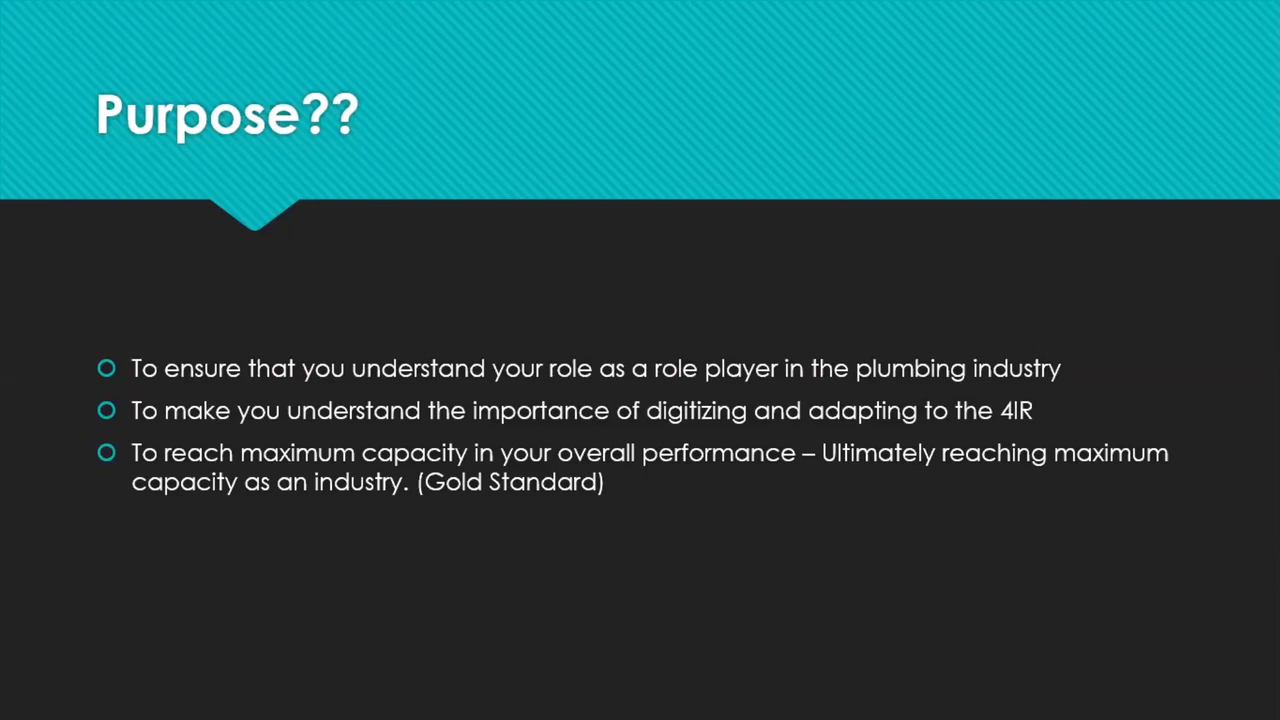 Purpose??
To ensure that you understand your role as a role player in the plumbing industry
To make you understand the importance of digitizing and adapting to the 4IR
To reach maximum capacity in your overall performance – Ultimately reaching maximum
capacity as an industry. (Gold Standard)